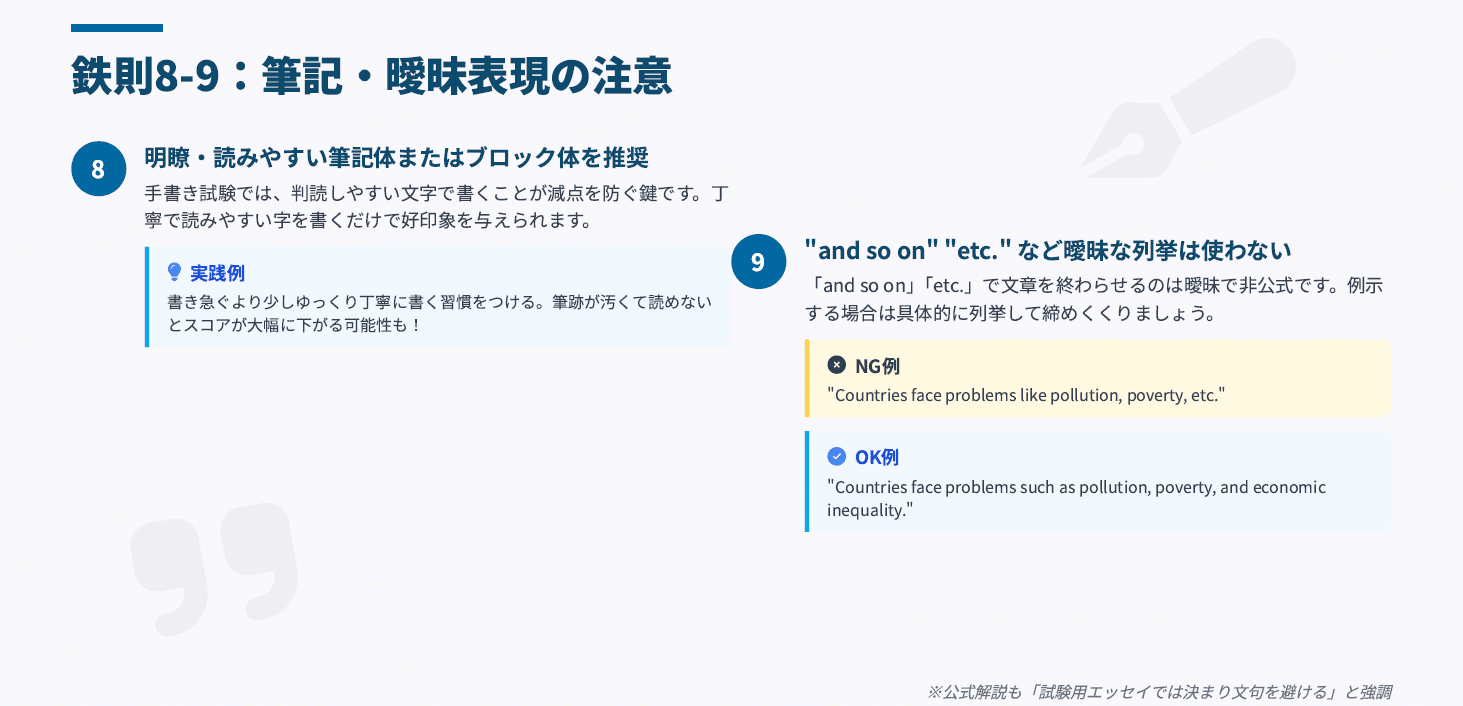 鉄則8-9：筆記・曖昧表現の注意
8
明瞭・読みやすい筆記体またはブロック体を推奨
手書き試験では、判読しやすい文字で書くことが減点を防ぐ鍵です。丁
寧で読みやすい字を書くだけで好印象を与えられます。
実践例
書き急ぐより少しゆっくり丁寧に書く習慣をつける。筆跡が汚くて読めない
とスコアが大幅に下がる可能性も！
9
"and so on" "etc." など曖昧な列挙は使わない
「and so on」「etc.」で文章を終わらせるのは曖昧で非公式です。例示
する場合は具体的に列挙して締めくくりましょう。
NG例
"Countries face problems like pollution, poverty, etc."
OK例
"Countries face problems such as pollution, poverty, and economic
inequality."
※公式解説も「試験用エッセイでは決まり文句を避ける」と強調